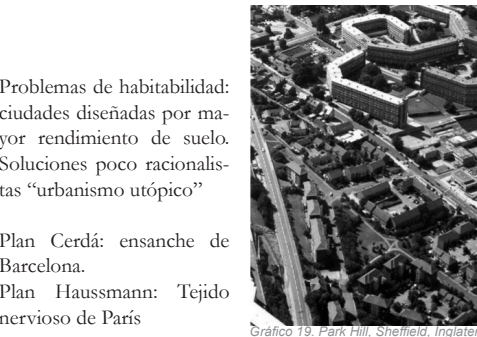 Problemas de habitabilidad:
ciudades diseñadas por ma-
yor rendimiento de suelo.
Soluciones poco racionalis-
tas “urbanismo utópico”
Plan Cerdá: ensanche de
Barcelona.
Plan Haussmann: Tejido
nervioso de París
Gráfico 19. Park Hill, Sheffield, Inglater